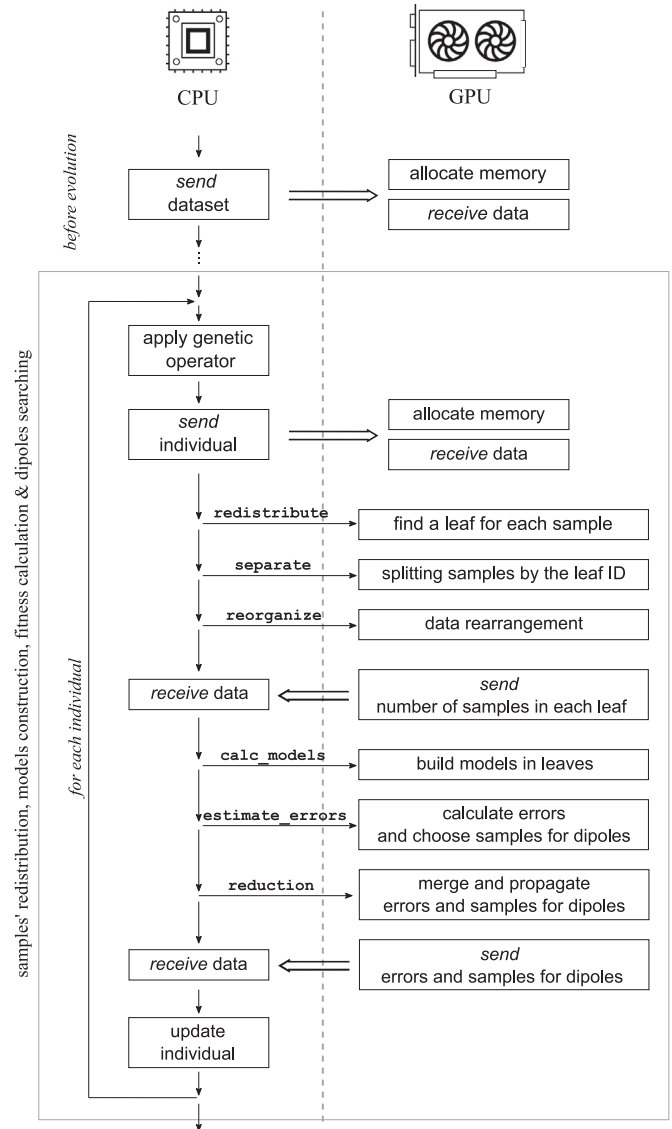 CPU
GPU
before evolution
send
dataset
allocate memory
receive data
samples' redistribution, models construction, fitness calculation & dipoles searching
for each individual
apply genetic
operator
send
individual
allocate memory
receive data
redistribute
find a leaf for each sample
separate
splitting samples by the leaf ID
reorganize
data rearrangement
receive data
send
number of samples in each leaf
calc_models
build models in leaves
estimate_errors
calculate errors
and choose samples for dipoles
reduction
merge and propagate
errors and samples for dipoles
receive data
send
errors and samples for dipoles
update
individual